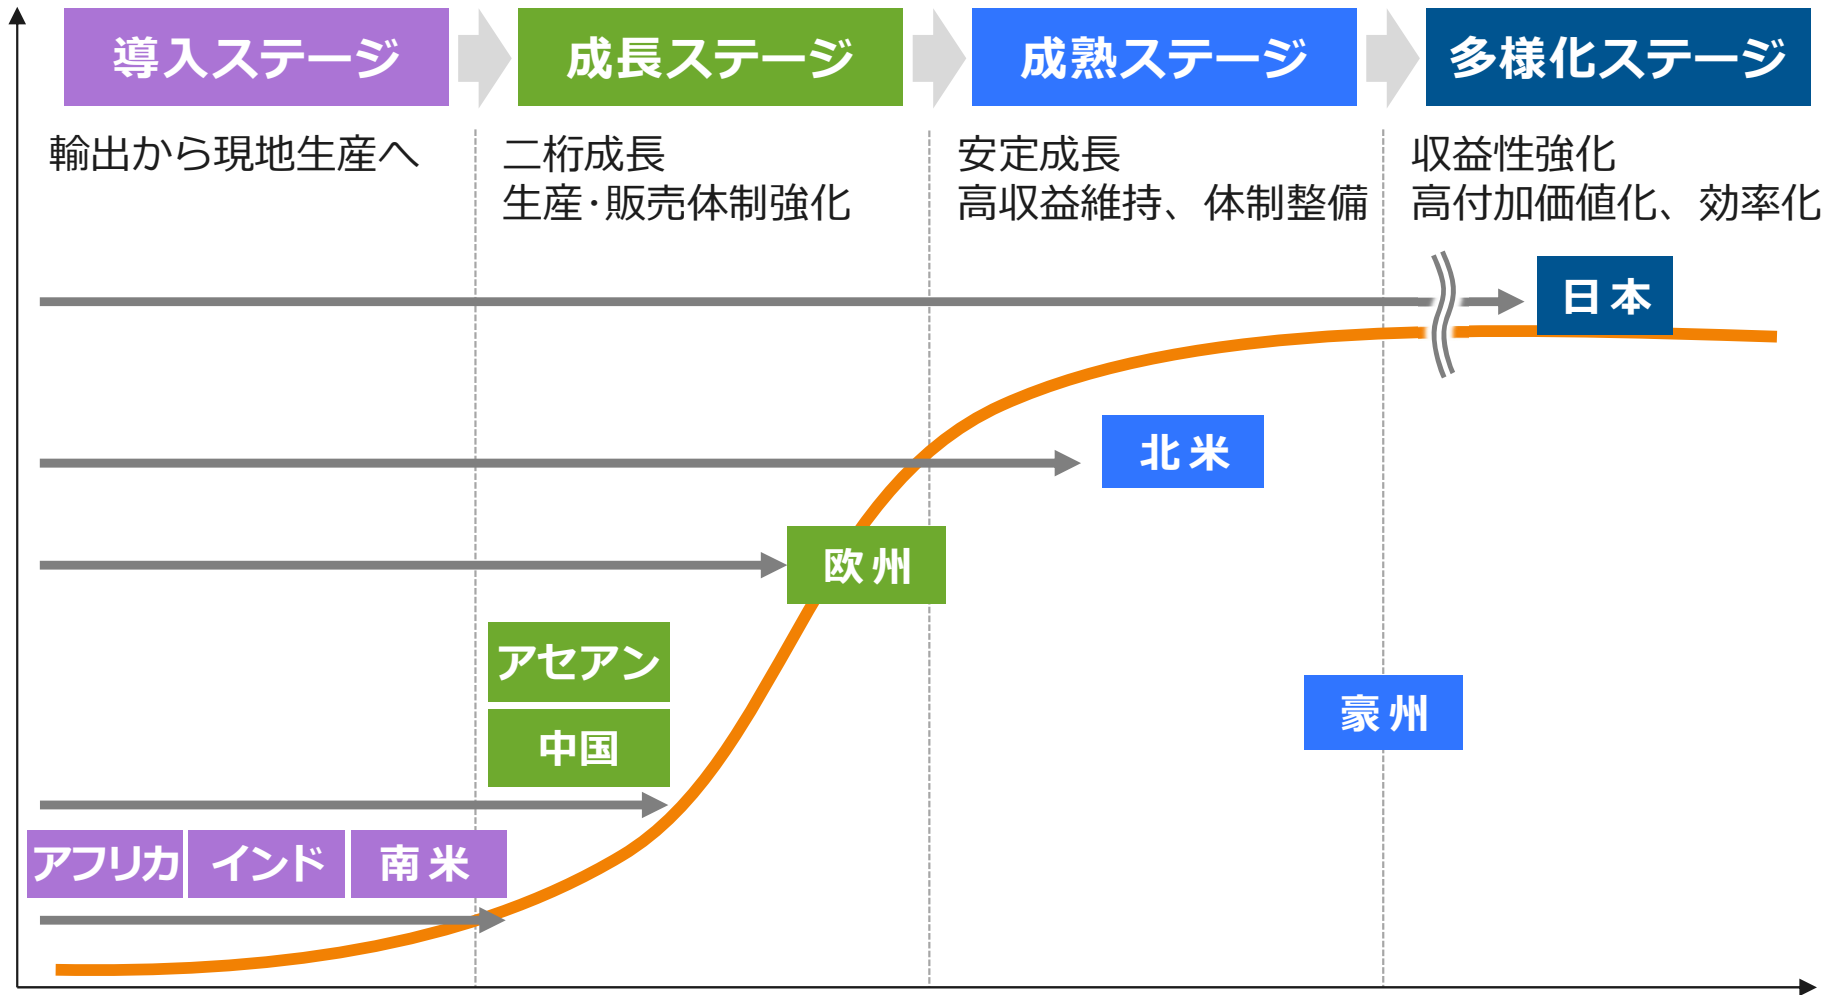 導入ステージ
成長ステージ
成熟ステージ
多様化ステージ
輸出から現地生産へ
二桁成長
生産・販売体制強化
安定成長
高収益維持、体制整備
収益性強化
高付加価値化、効率化
日本
北米
欧州
アセアン
豪州
中国
アフリカ
インド
南米